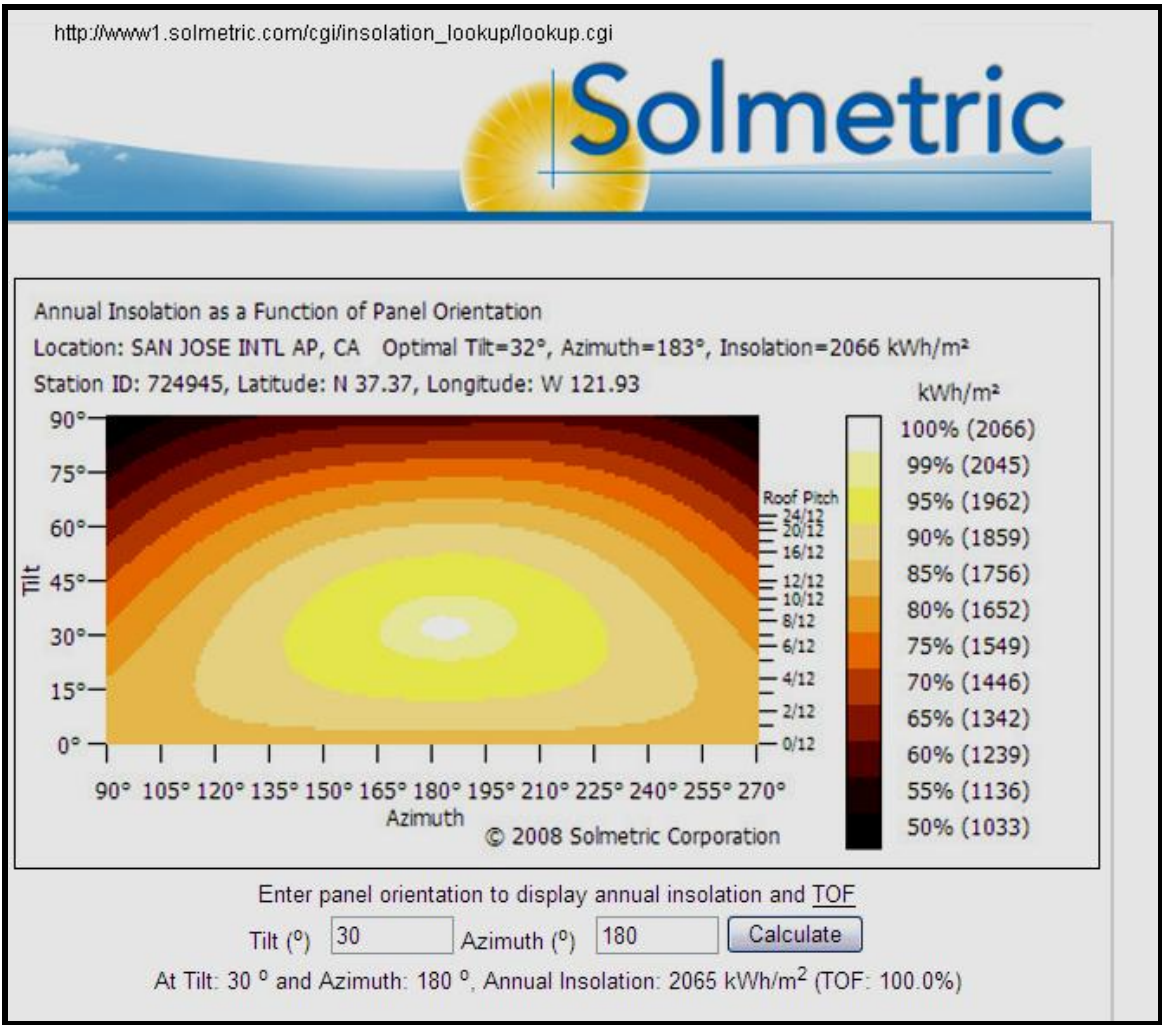 http://www1.solmetric.com/cgi/insolation_lookup/lookup.cgi
Solmetric
Annual Insolation as a Function of Panel Orientation
Location: SAN JOSE INTL AP, CA   Optimal Tilt=32°, Azimuth=183°, Insolation=2066 kWh/m²
Station ID: 724945, Latitude: N 37.37, Longitude: W 121.93
kWh/m²
100% (2066)
99% (2045)
95% (1962)
90% (1859)
85% (1756)
80% (1652)
75% (1549)
70% (1446)
65% (1342)
60% (1239)
55% (1136)
50% (1033)
90°
75°
60°
45°
30°
15°
0°
Tilt
Roof Pitch
24/12
20/12
16/12
12/12
10/12
8/12
6/12
4/12
2/12
0/12
90° 105° 120° 135° 150° 165° 180° 195° 210° 225° 240° 255° 270°
Azimuth
© 2008 Solmetric Corporation
Enter panel orientation to display annual insolation and TOF
Tilt (º) 30 Azimuth (º) 180 Calculate
At Tilt: 30 º and Azimuth: 180 º, Annual Insolation: 2065 kWh/m² (TOF: 100.0%)